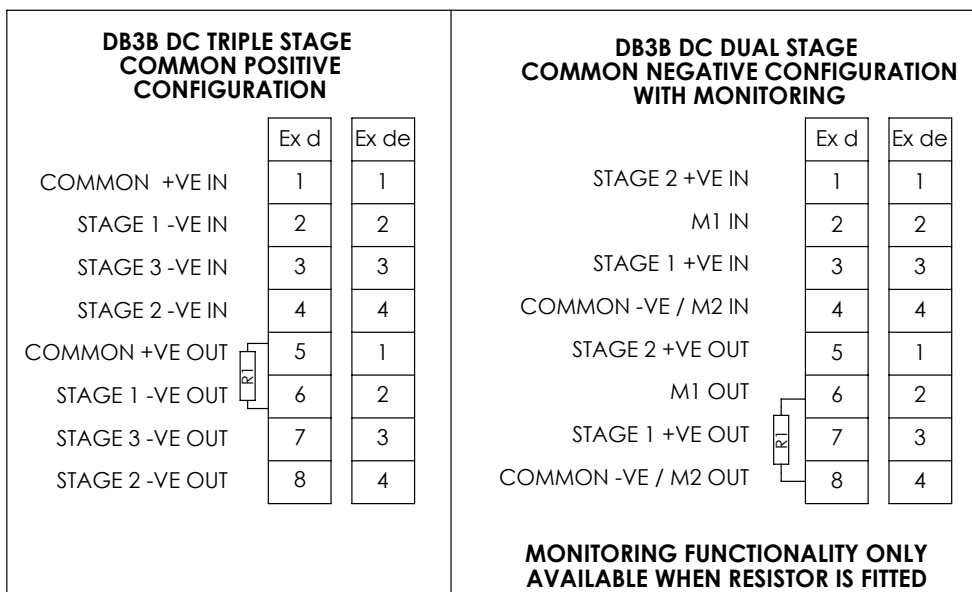 DB3B DC TRIPLE STAGE
COMMON POSITIVE
CONFIGURATION
Ex d Ex de
COMMON +VE IN 1 1
STAGE 1 -VE IN 2 2
STAGE 3 -VE IN 3 3
STAGE 2 -VE IN 4 4
COMMON +VE OUT 5 1
R1
STAGE 1 -VE OUT 6 2
STAGE 3 -VE OUT 7 3
STAGE 2 -VE OUT 8 4
DB3B DC DUAL STAGE
COMMON NEGATIVE CONFIGURATION
WITH MONITORING
Ex d Ex de
STAGE 2 +VE IN 1 1
M1 IN 2 2
STAGE 1 +VE IN 3 3
COMMON -VE / M2 IN 4 4
STAGE 2 +VE OUT 5 1
M1 OUT 6 2
STAGE 1 +VE OUT R1 7 3
COMMON -VE / M2 OUT 8 4
MONITORING FUNCTIONALITY ONLY
AVAILABLE WHEN RESISTOR IS FITTED